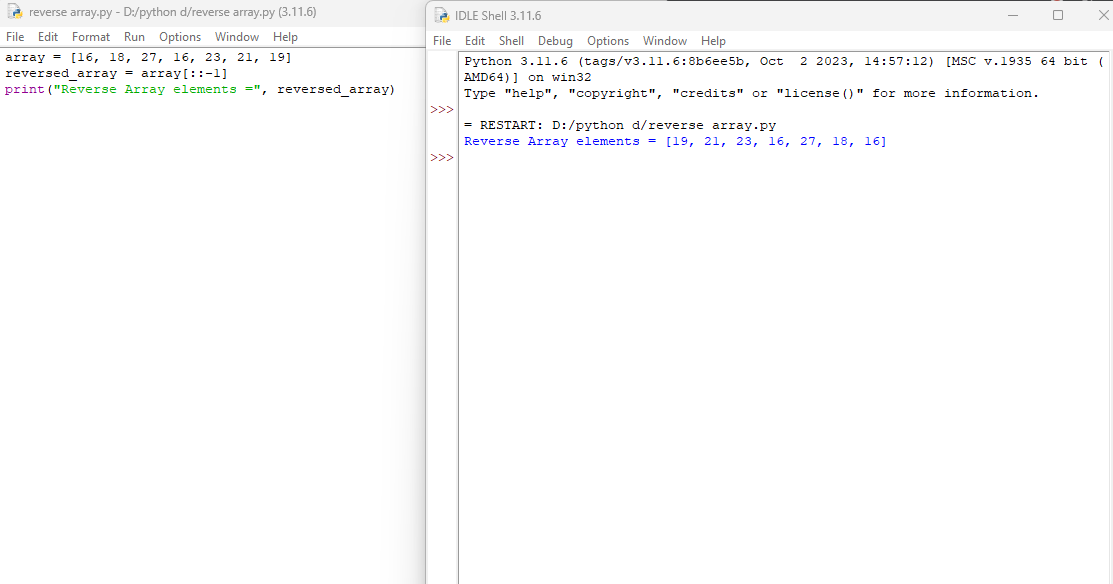 reverse array.py - D:/python d/reverse array.py (3.11.6)
File Edit Format Run Options Window Help
array = [16, 18, 27, 16, 23, 21, 19]
reversed_array = array[::-1]
print("Reverse Array elements =", reversed_array)
IDLE Shell 3.11.6
File Edit Shell Debug Options Window Help
Python 3.11.6 (tags/v3.11.6:8b6ee5b, Oct  2 2023, 14:57:12) [MSC v.1935 64 bit (
AMD64)] on win32
Type "help", "copyright", "credits" or "license()" for more information.
>>>
= RESTART: D:/python d/reverse array.py
Reverse Array elements = [19, 21, 23, 16, 27, 18, 16]
>>>